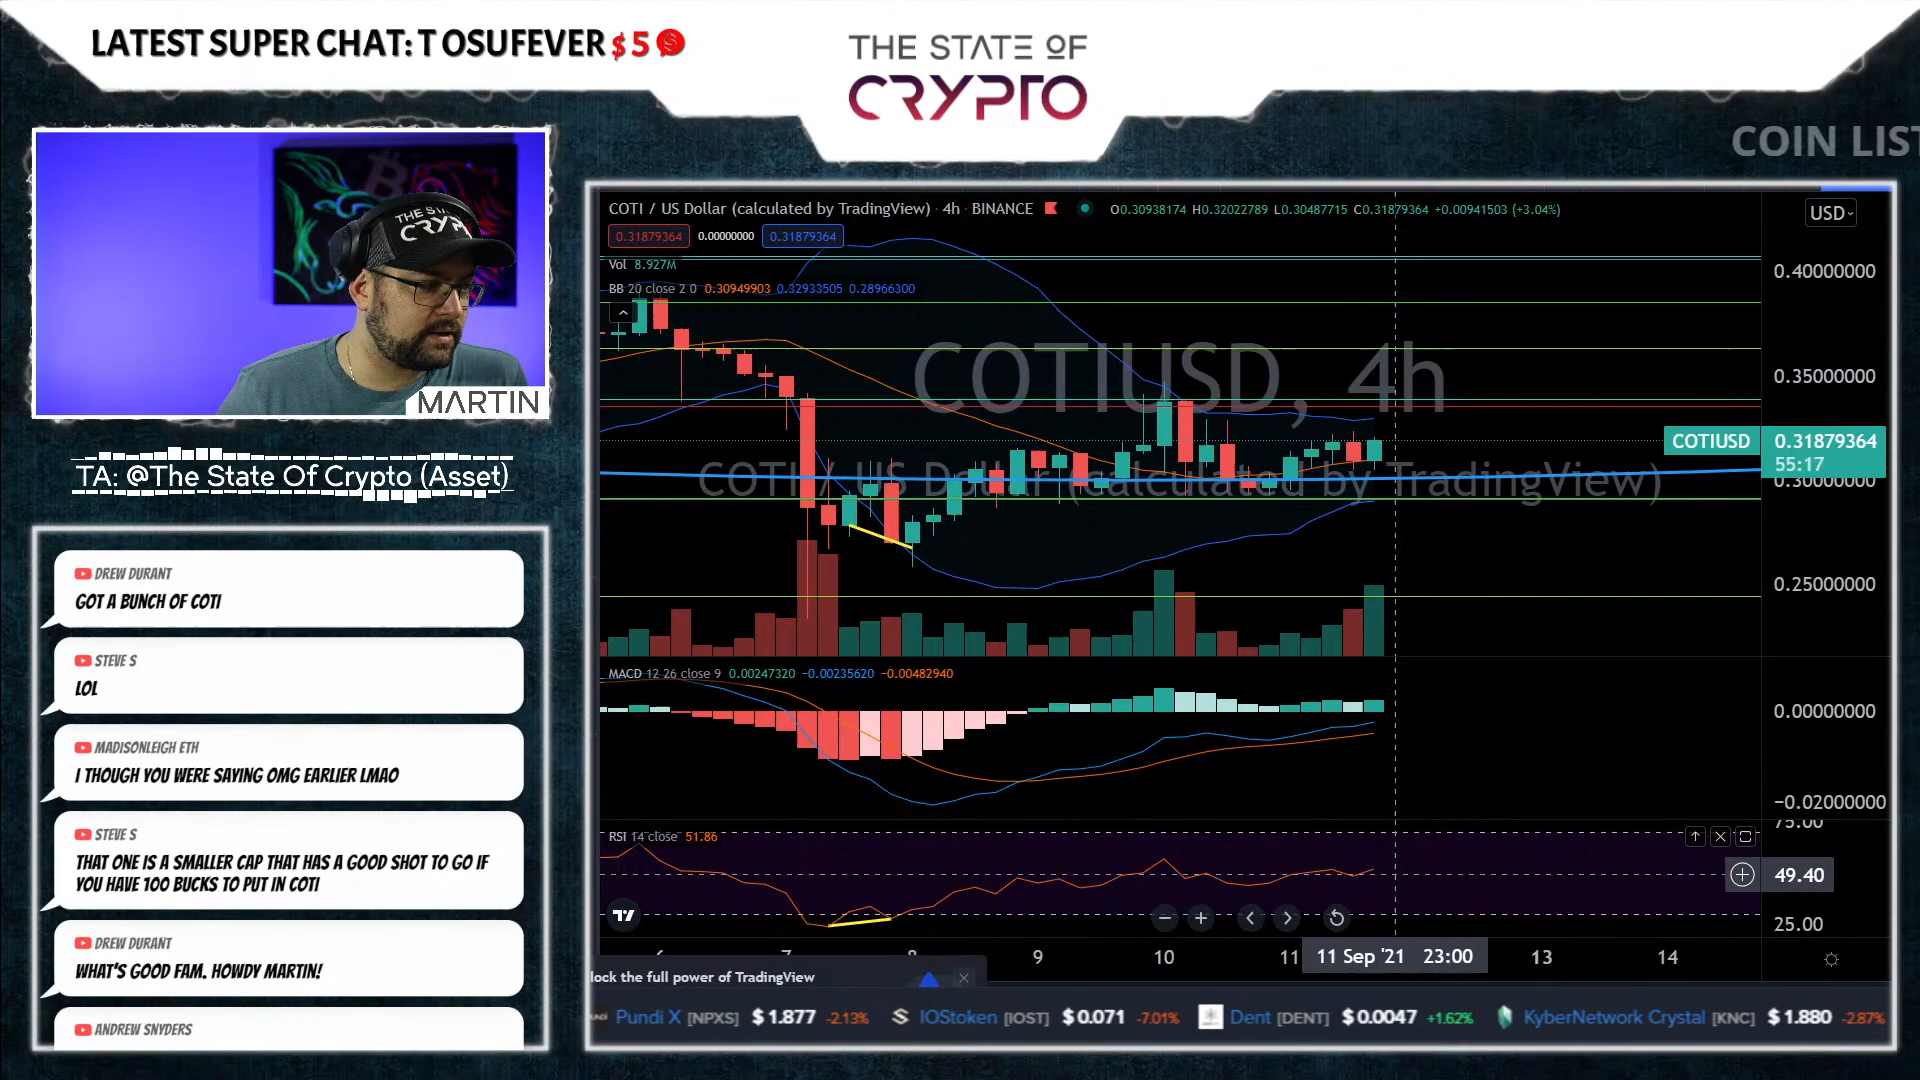 LATEST SUPER CHAT: T OSUFEVER $5
THE STATE OF
CRYPTO
COIN LIST
THE STA
CRYP
MARTIN
TA: @The State Of Crypto (Asset)
DREW DURANT
GOT A BUNCH OF COTI
STEVE S
LOL
MADISONLEIGH ETH
I THOUGH YOU WERE SAYING OMG EARLIER LMAO
STEVE S
THAT ONE IS A SMALLER CAP THAT HAS A GOOD SHOT TO GO IF
YOU HAVE 100 BUCKS TO PUT IN COTI
DREW DURANT
WHAT'S GOOD FAM. HOWDY MARTIN!
ANDREW SNYDERS
COTI / US Dollar (calculated by TradingView) · 4h · BINANCE O0.30938174 H0.32022789 L0.30487715 C0.31879364 +0.00941503 (+3.04%)
USD
0.31879364 0.00000000 0.31879364
Vol 8.927M
BB 20 close 2 0 0.30949903 0.32933505 0.28966300
COTIUSD, 4h
COTI / US Dollar (calculated by TradingView)
0.40000000
0.35000000
COTIUSD 0.31879364
55:17
0.30000000
0.25000000
MACD 12 26 close 9 0.00247320 −0.00235620 −0.00482940
0.00000000
−0.02000000
RSI 14 close 51.86
75.00
49.40
25.00
6 7 8 9 10 11 11 Sep '21 23:00 13 14
lock the full power of TradingView
Pundi X [NPXS] $ 1.877 -2.13% IOStoken [IOST] $ 0.071 -7.01% Dent [DENT] $ 0.0047 +1.62% KyberNetwork Crystal [KNC] $ 1.880 -2.87%